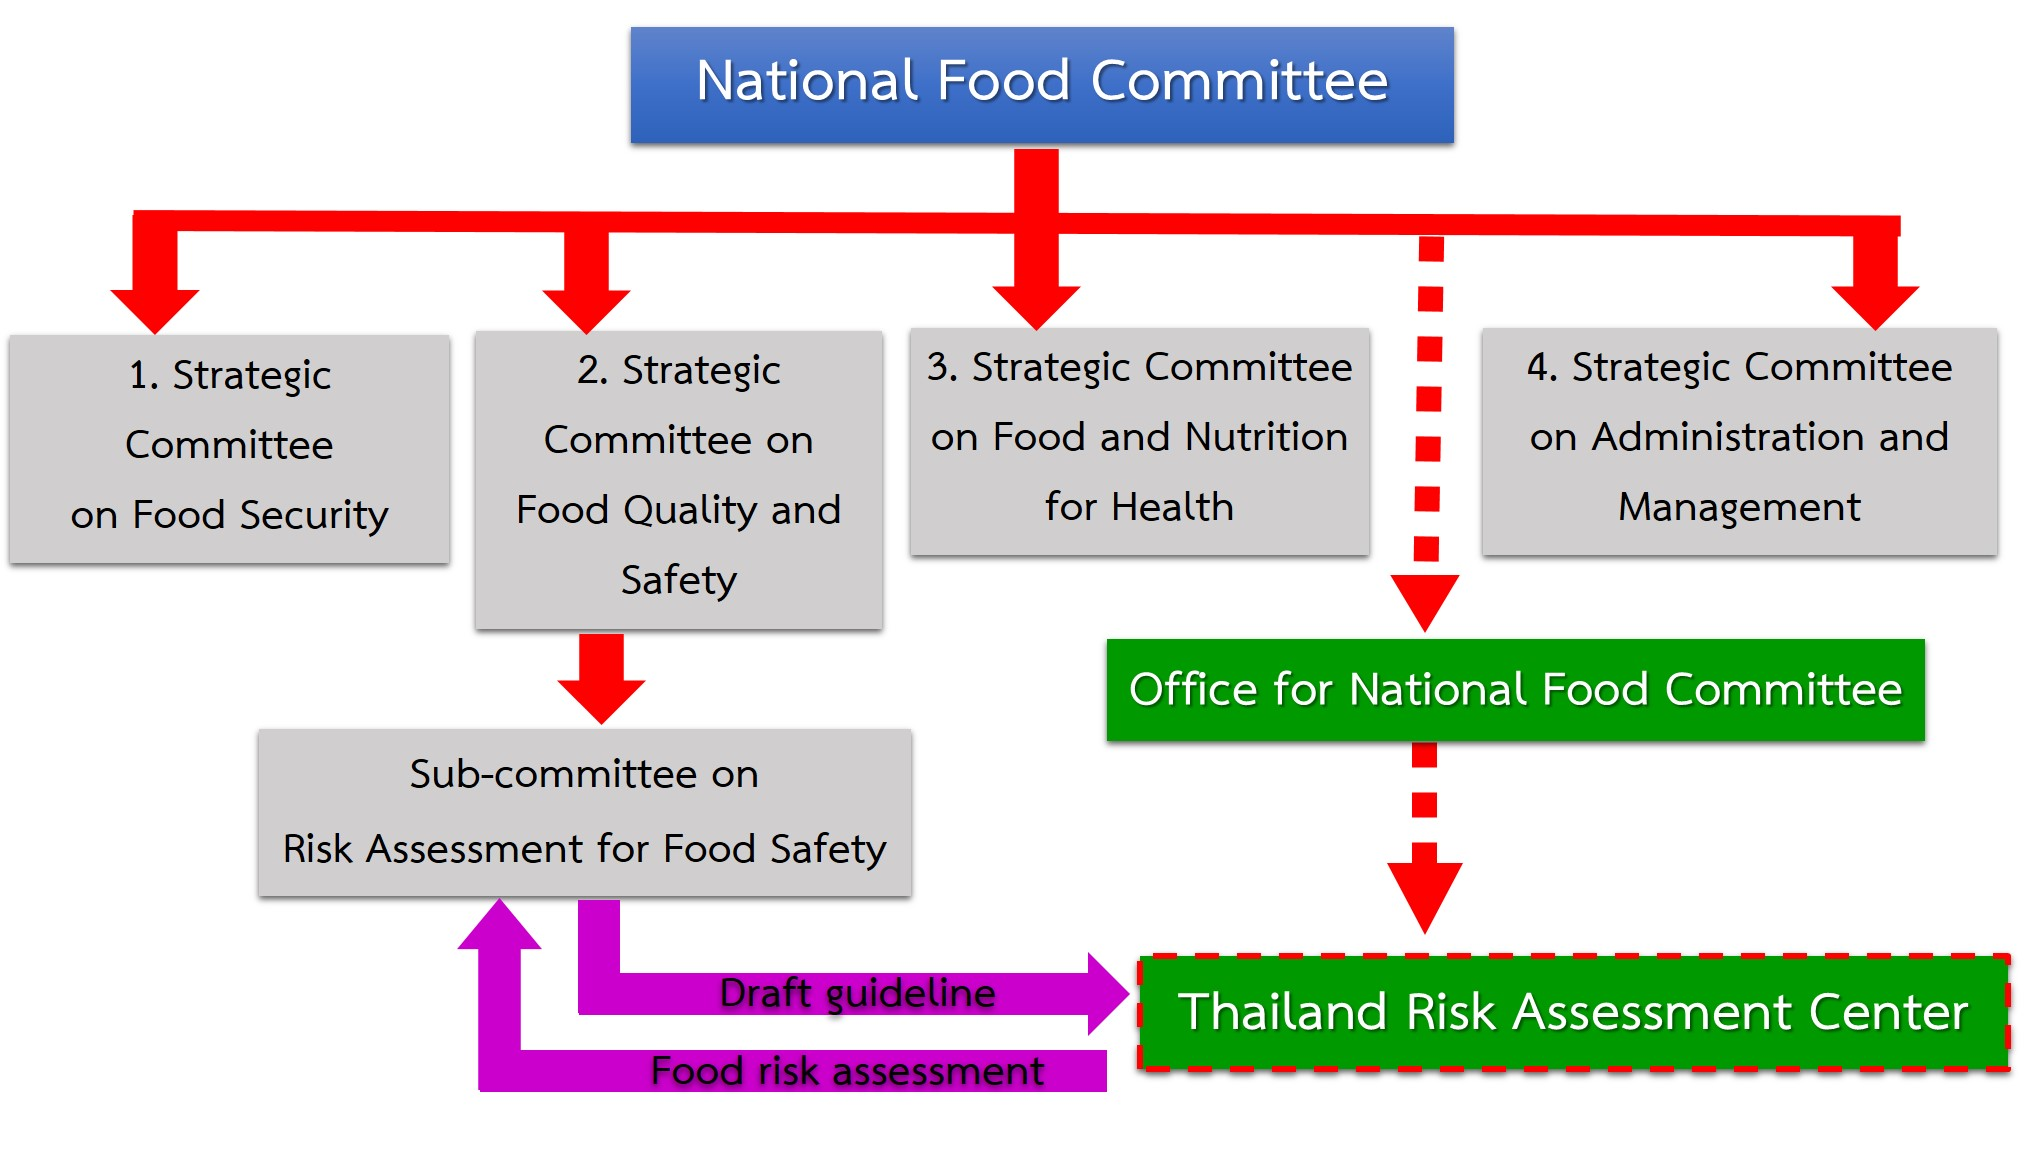 National Food Committee
1. Strategic
Committee
on Food Security
2. Strategic
Committee on
Food Quality and
Safety
3. Strategic Committee
on Food and Nutrition
for Health
4. Strategic Committee
on Administration and
Management
Office for National Food Committee
Sub-committee on
Risk Assessment for Food Safety
Draft guideline
Thailand Risk Assessment Center
Food risk assessment